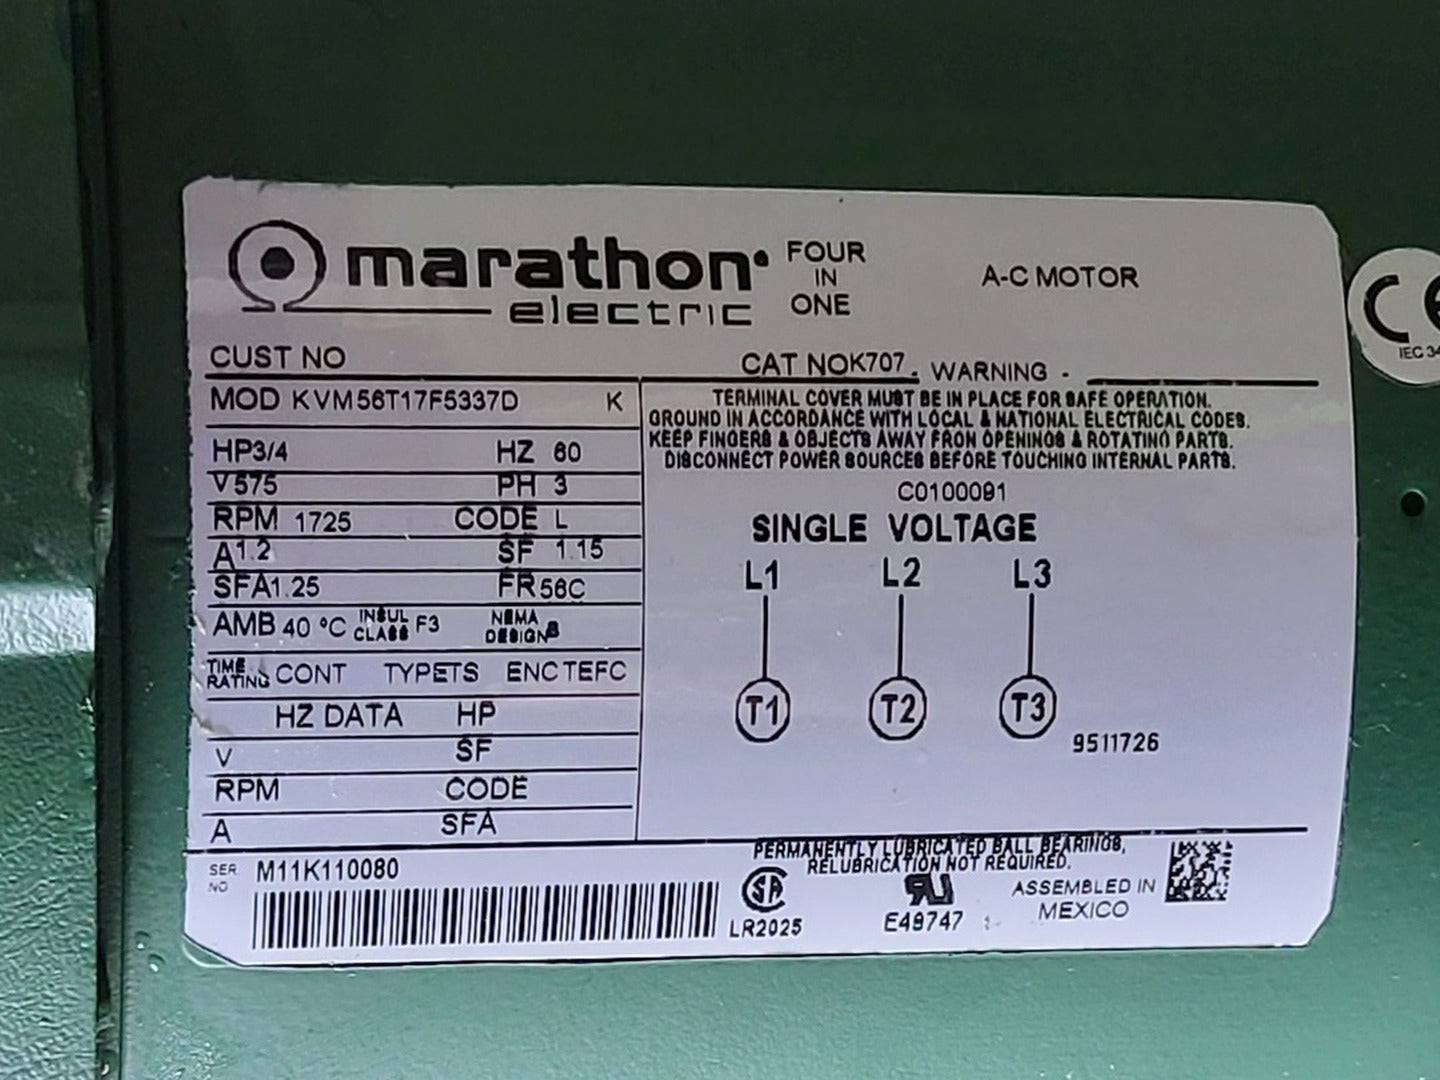 marathon
electric
FOUR
IN
ONE
A-C MOTOR
CUST NO
CAT NO K707
WARNING -
MOD KVM56T17F5337D K
TERMINAL COVER MUST BE IN PLACE FOR SAFE OPERATION.
GROUND IN ACCORDANCE WITH LOCAL & NATIONAL ELECTRICAL CODES.
KEEP FINGERS & OBJECTS AWAY FRON OPENINGS & ROTATING PARTS.
DISCONNECT POWER SOURCES BEFORE TOUCHING INTERNAL PARTS.
HP 3/4 HZ 60
V 575 PH 3
RPM 1725 CODE L
A 1.2 SF 1.15
SFA 1.25 FR 56C
AMB 40 °C INSUL CLASS F3 NEMA DESIGN B
TIME RATING CONT TYPE TS ENC TEFC
HZ DATA HP
V SF
RPM CODE
A SFA
C0100091
SINGLE VOLTAGE
L1 L2 L3
T1 T2 T3
9511726
SER NO M11K110080
PERMANENTLY LUBRICATED BALL BEARINGS,
RELUBRICATION NOT REQUIRED.
LR2025
E49747
ASSEMBLED IN
MEXICO
CE
IEC 34